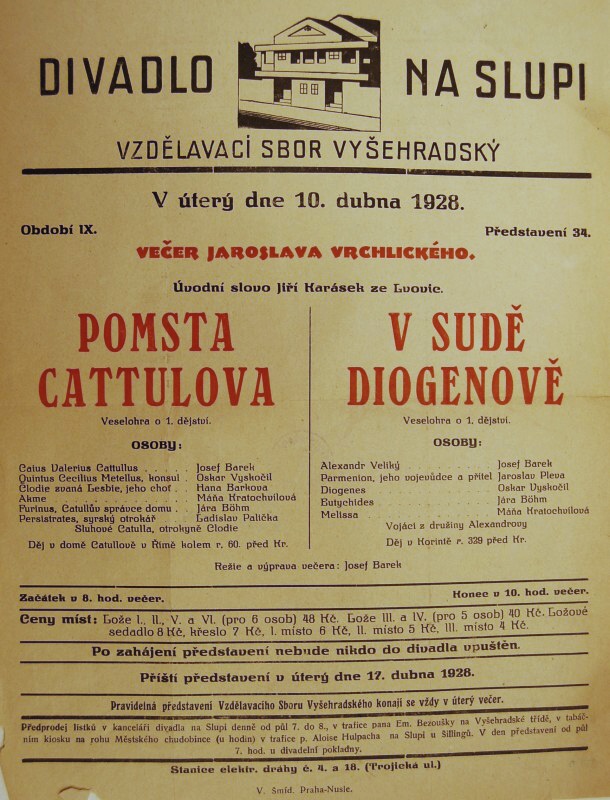 DIVADLO NA SLUPI
VZDĚLAVACÍ SBOR VYŠEHRADSKÝ
V úterý dne 10. dubna 1928.
Období IX.
Představení 34.
VEČER JAROSLAVA VRCHLICKÉHO.
Úvodní slovo Jiří Karásek ze Lvovic.
POMSTA
CATTULOVA
Veselohra o 1. dějství.
OSOBY:
Caius Valerius Cattullus . . . . . Josef Barek
Quintus Cecilius Metellus, konsul . Oskar Vyskočil
Clodie zvaná Lesbie, jeho choť . . Hana Barkova
Akme . . . . . . . . . Máňa Kratochvílová
Furinus, Catullův správce domu . . Jára Böhm
Persistrates, syrský otrokář . . . Ladislav Palička
Sluhové Catulla, otrokyně Clodie
Děj v domě Catullově v Římě kolem r. 60. před Kr.
V SUDĚ
DIOGENOVĚ
Veselohra o 1. dějství.
OSOBY:
Alexandr Veliký . . . . . . Josef Barek
Parmenion, jeho vojevůdce a přítel Jaroslav Pleva
Diogenes . . . . . . . . Oskar Vyskočil
Eutychides . . . . . . . Jára Böhm
Melissa . . . . . . . . Máňa Kratochvílová
Vojáci z družiny Alexandrovy
Děj v Korintě r. 329 před Kr.
Režie a výprava večera: Josef Barek
Začátek v 8. hod. večer.
Konec v 10. hod. večer.
Ceny míst: Lože I., II., V. a VI. (pro 6 osob) 48 Kč. Lože III. a IV. (pro 5 osob) 40 Kč. Ložové
sedadlo 8 Kč, křeslo 7 Kč, I. místo 6 Kč, II. místo 5 Kč, III. místo 4 Kč.
Po zahájení představení nebude nikdo do divadla vpuštěn.
Příští představení v úterý dne 17. dubna 1928.
Pravidelná představení Vzdělavacího Sboru Vyšehradského konají se vždy v úterý večer.
Předprodej lístků v kanceláři divadla na Slupi denně od půl 7. do 8., v trafice pana Em. Bezoušky na Vyšehradské třídě, v tabáč-
ním kiosku na rohu Městského chudobince (u hodin) v trafice p. Aloise Hulpacha na Slupi u Šillingů. V den představení od půl
7. hod. u divadelní pokladny.
Stanice elektr. dráhy č. 4. a 18. (Trojická ul.)
V. Šmíd. Praha-Nusle.